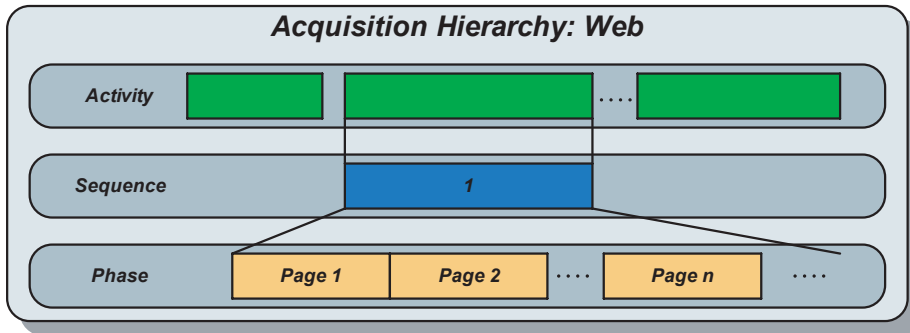 Acquisition Hierarchy: Web
Activity ....
Sequence 1
Phase Page 1 Page 2 .... Page n ....